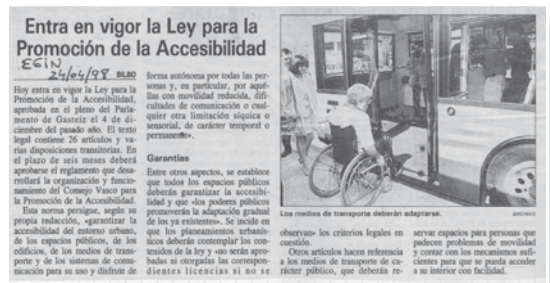 Entra en vigor la Ley para la
Promoción de la Accesibilidad
EGIN
24/04/98 BILBO
Hoy entra en vigor la Ley para la
Promoción de la Accesibilidad,
aprobada en el pleno del Parla-
mento de Gasteiz el 4 de di-
ciembre del pasado año. El texto
legal contiene 26 artículos y va-
rias disposiciones transitorias. En
el plazo de seis meses deberá
aprobarse el reglamento que desa-
rrollará la organización y funcio-
namiento del Consejo Vasco para
la Promoción de la Accesibilidad.
Esta norma persigue, según su
propia redacción, «garantizar la
accesibilidad del entorno urbano,
de los espacios públicos, de los
edificios, de los medios de trans-
porte y de los sistemas de comu-
nicación para su uso y disfrute de
forma autónoma por todas las per-
sonas y, en particular, por aqué-
llas con movilidad reducida, difi-
cultades de comunicación o cual-
quier otra limitación síquica o
sensorial, de carácter temporal o
permanente».
Garantías
Entre otros aspectos, se establece
que todos los espacios públicos
deberán garantizar la accesibi-
lidad y que «los poderes públicos
promoverán la adaptación gradual
de los ya existentes». Se incide en
que los planeamientos urbanís-
ticos deberán contemplar los con-
tenidos de la ley y «no serán apro-
badas ni otorgadas las correspon-
dientes licencias si no se
Los medios de transporte deberán adaptarse.
ARCHIVO
observan» los criterios legales en
cuestión.
Otros artículos hacen referencia
a los medios de transporte de ca-
rácter público, que deberán re-
servar espacios para personas que
padecen problemas de movilidad
y contar con los mecanismos sufi-
cientes para que se pueda acceder
a su interior con facilidad.